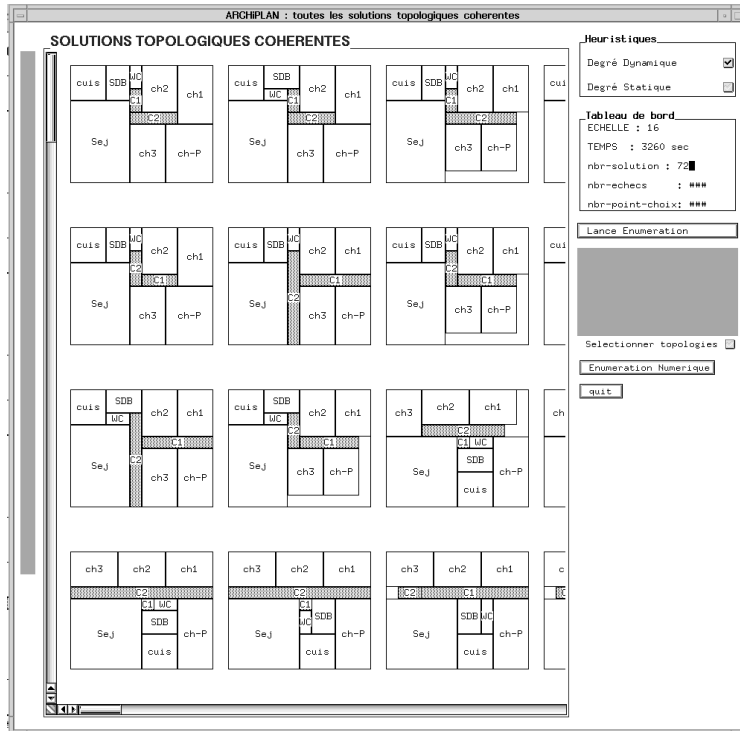 ARCHiPLAN : toutes les solutions topologiques coherentes
SOLUTIONS TOPOLOGIQUES COHERENTES
cuis SDB WC ch2 ch1
C1
C2
Sej ch3 ch-P
cuis SDB ch2 ch1
WC C1
C2
Sej ch3 ch-P
cuis SDB WC ch2 ch1
C1
C2
Sej ch3 ch-P
cui
cuis SDB WC ch2 ch1
C2
C1
Sej ch3 ch-P
cuis SDB WC ch2 ch1
C1
C2
Sej ch3 ch-P
cuis SDB WC ch2 ch1
C2
C1
Sej ch3 ch-P
cui
cuis SDB ch2 ch1
WC
C1
C2
Sej ch3 ch-P
cuis SDB ch2 ch1
WC
C2
C1
Sej ch3 ch-P
ch3 ch2 ch1
C2
C1 WC
Sej SDB ch-P
cuis
ch
ch3 ch2 ch1
C2
C1 WC
Sej SDB ch-P
cuis
ch3 ch2 ch1
C2
C1
WC SDB
Sej ch-P
cuis
ch3 ch2 ch1
C2 C1
SDB WC
Sej ch-P
cuis
c
C
Heuristiques
Degré Dynamique
Degré Statique
Tableau de bord
ECHELLE : 16
TEMPS : 3260 sec
nbr-solution : 72
nbr-echecs : ###
nbr-point-choix: ###
Lance Enumeration
Selectionner topologies
Enumeration Numerique
quit